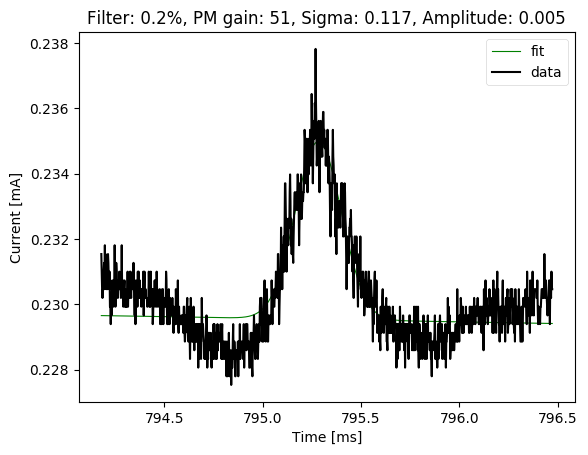 Filter: 0.2%, PM gain: 51, Sigma: 0.117, Amplitude: 0.005
fit
data
0.238
0.236
0.234
0.232
0.230
0.228
Current [mA]
794.5
795.0
795.5
796.0
796.5
Time [ms]